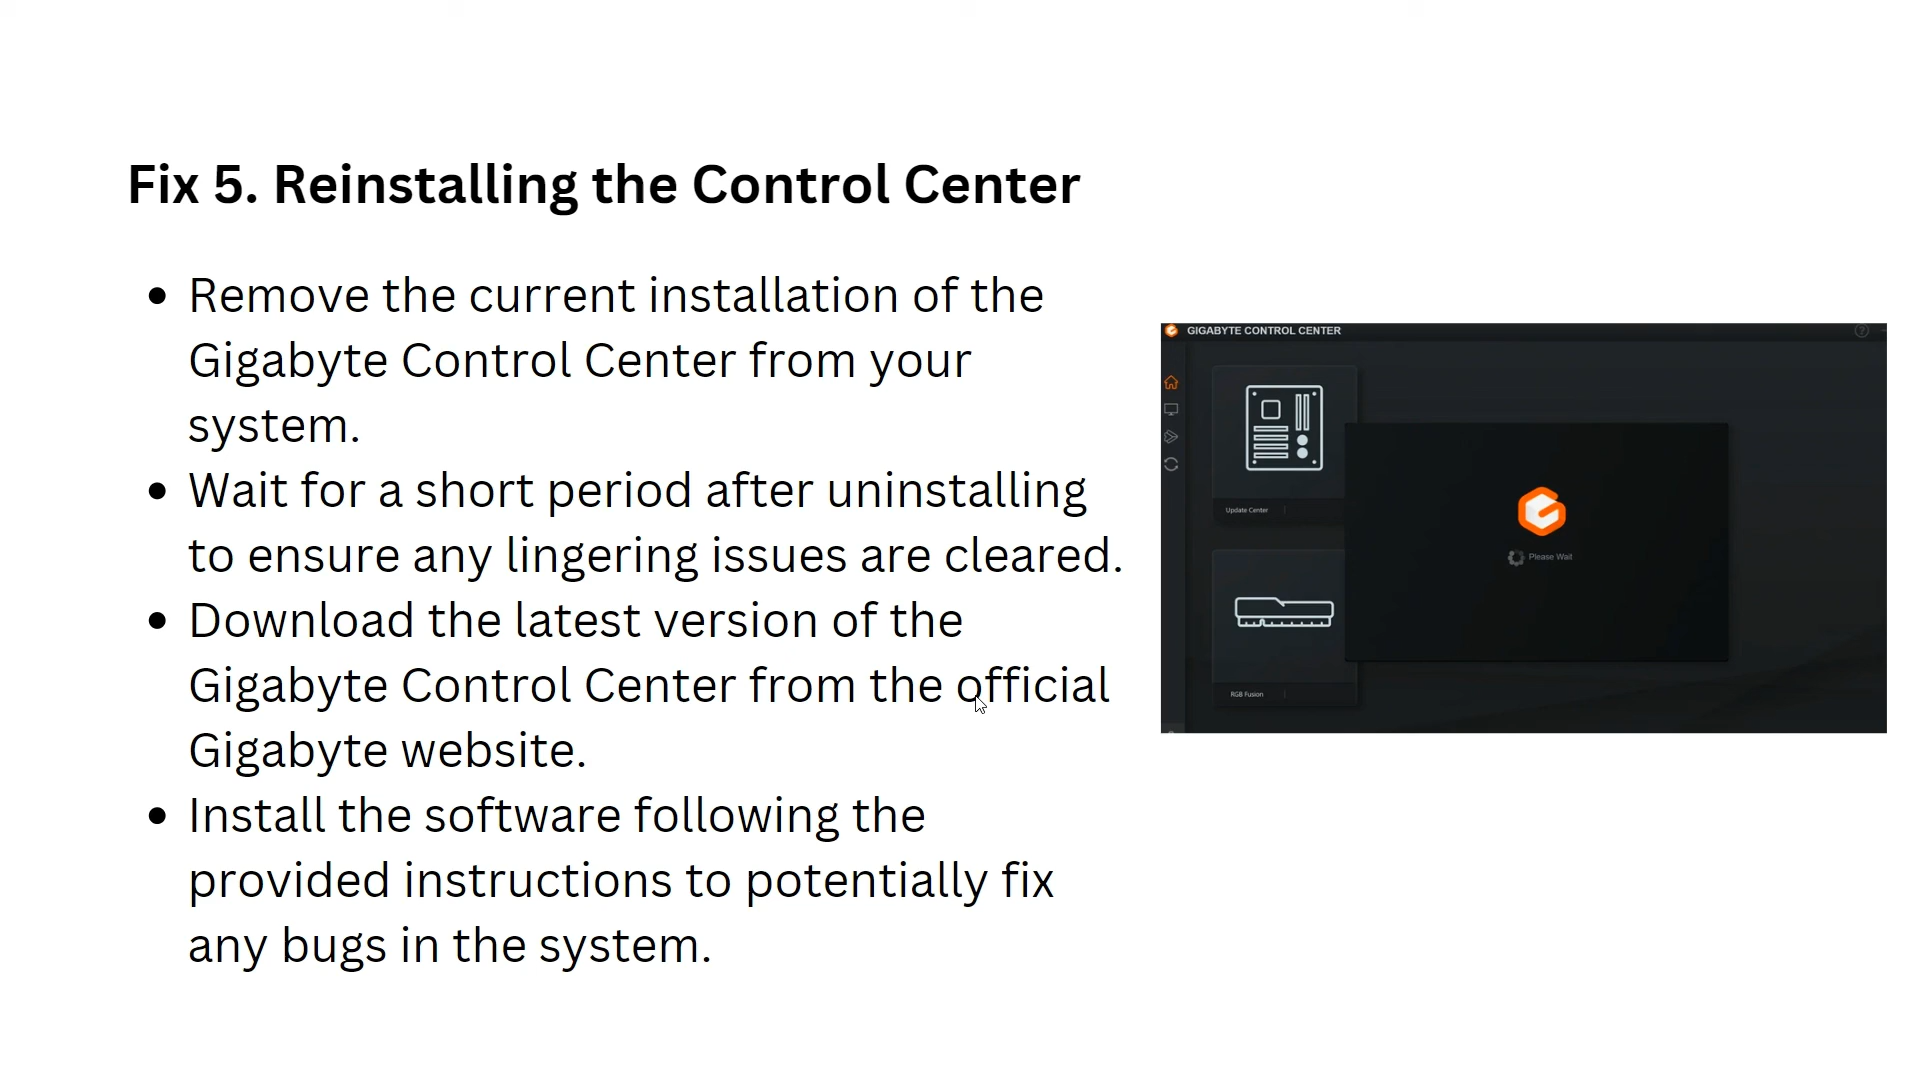 Fix 5. Reinstalling the Control Center
• Remove the current installation of the
Gigabyte Control Center from your
system.
• Wait for a short period after uninstalling
to ensure any lingering issues are cleared.
• Download the latest version of the
Gigabyte Control Center from the official
Gigabyte website.
• Install the software following the
provided instructions to potentially fix
any bugs in the system.
GIGABYTE CONTROL CENTER
Update Center
Please Wait
RGB Fusion